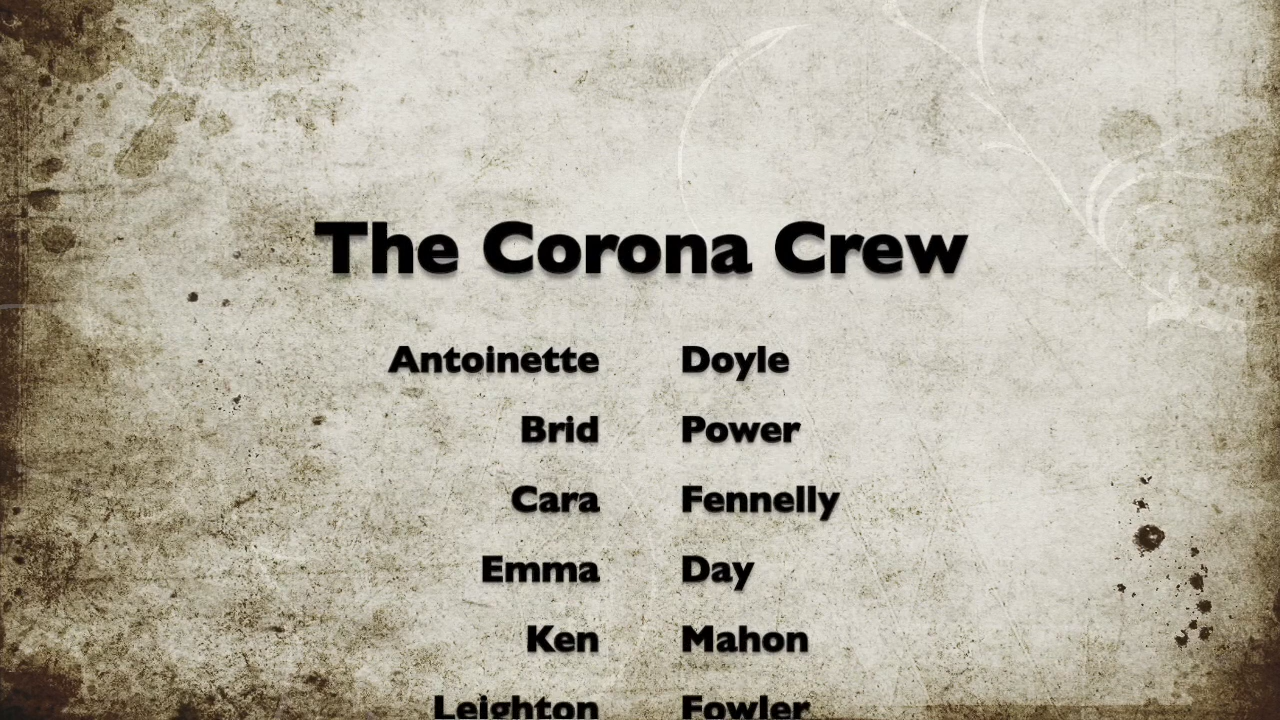 The Corona Crew
Antoinette Doyle
Brid Power
Cara Fennelly
Emma Day
Ken Mahon
Leighton Fowler